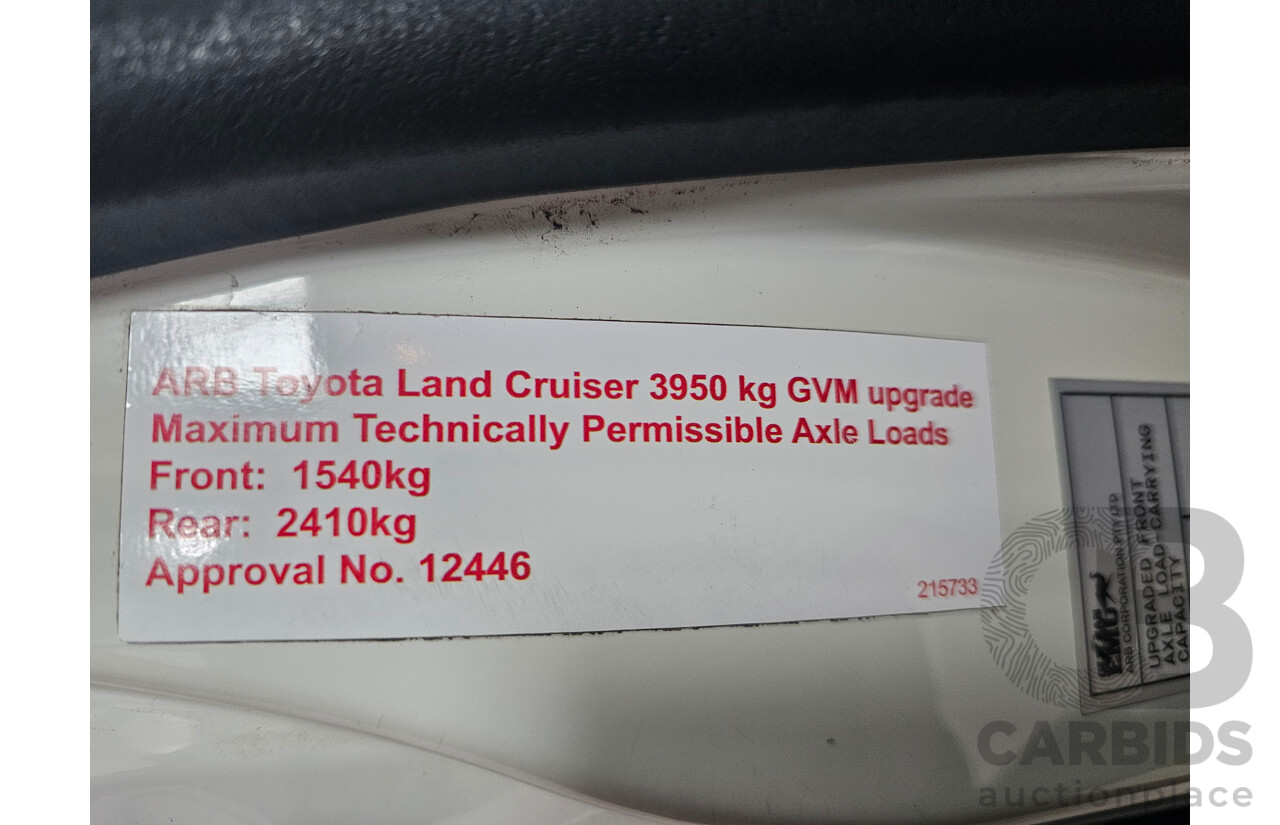 ARB Toyota Land Cruiser 3950 kg GVM upgrade
Maximum Technically Permissible Axle Loads
Front: 1540kg
Rear: 2410kg
Approval No. 12446
215733
ARB CORPORATION PTY LTD
UPGRADED FRONT
AXLE LOAD CARRYING
CAPACITY
CARBIDS
auctionplace